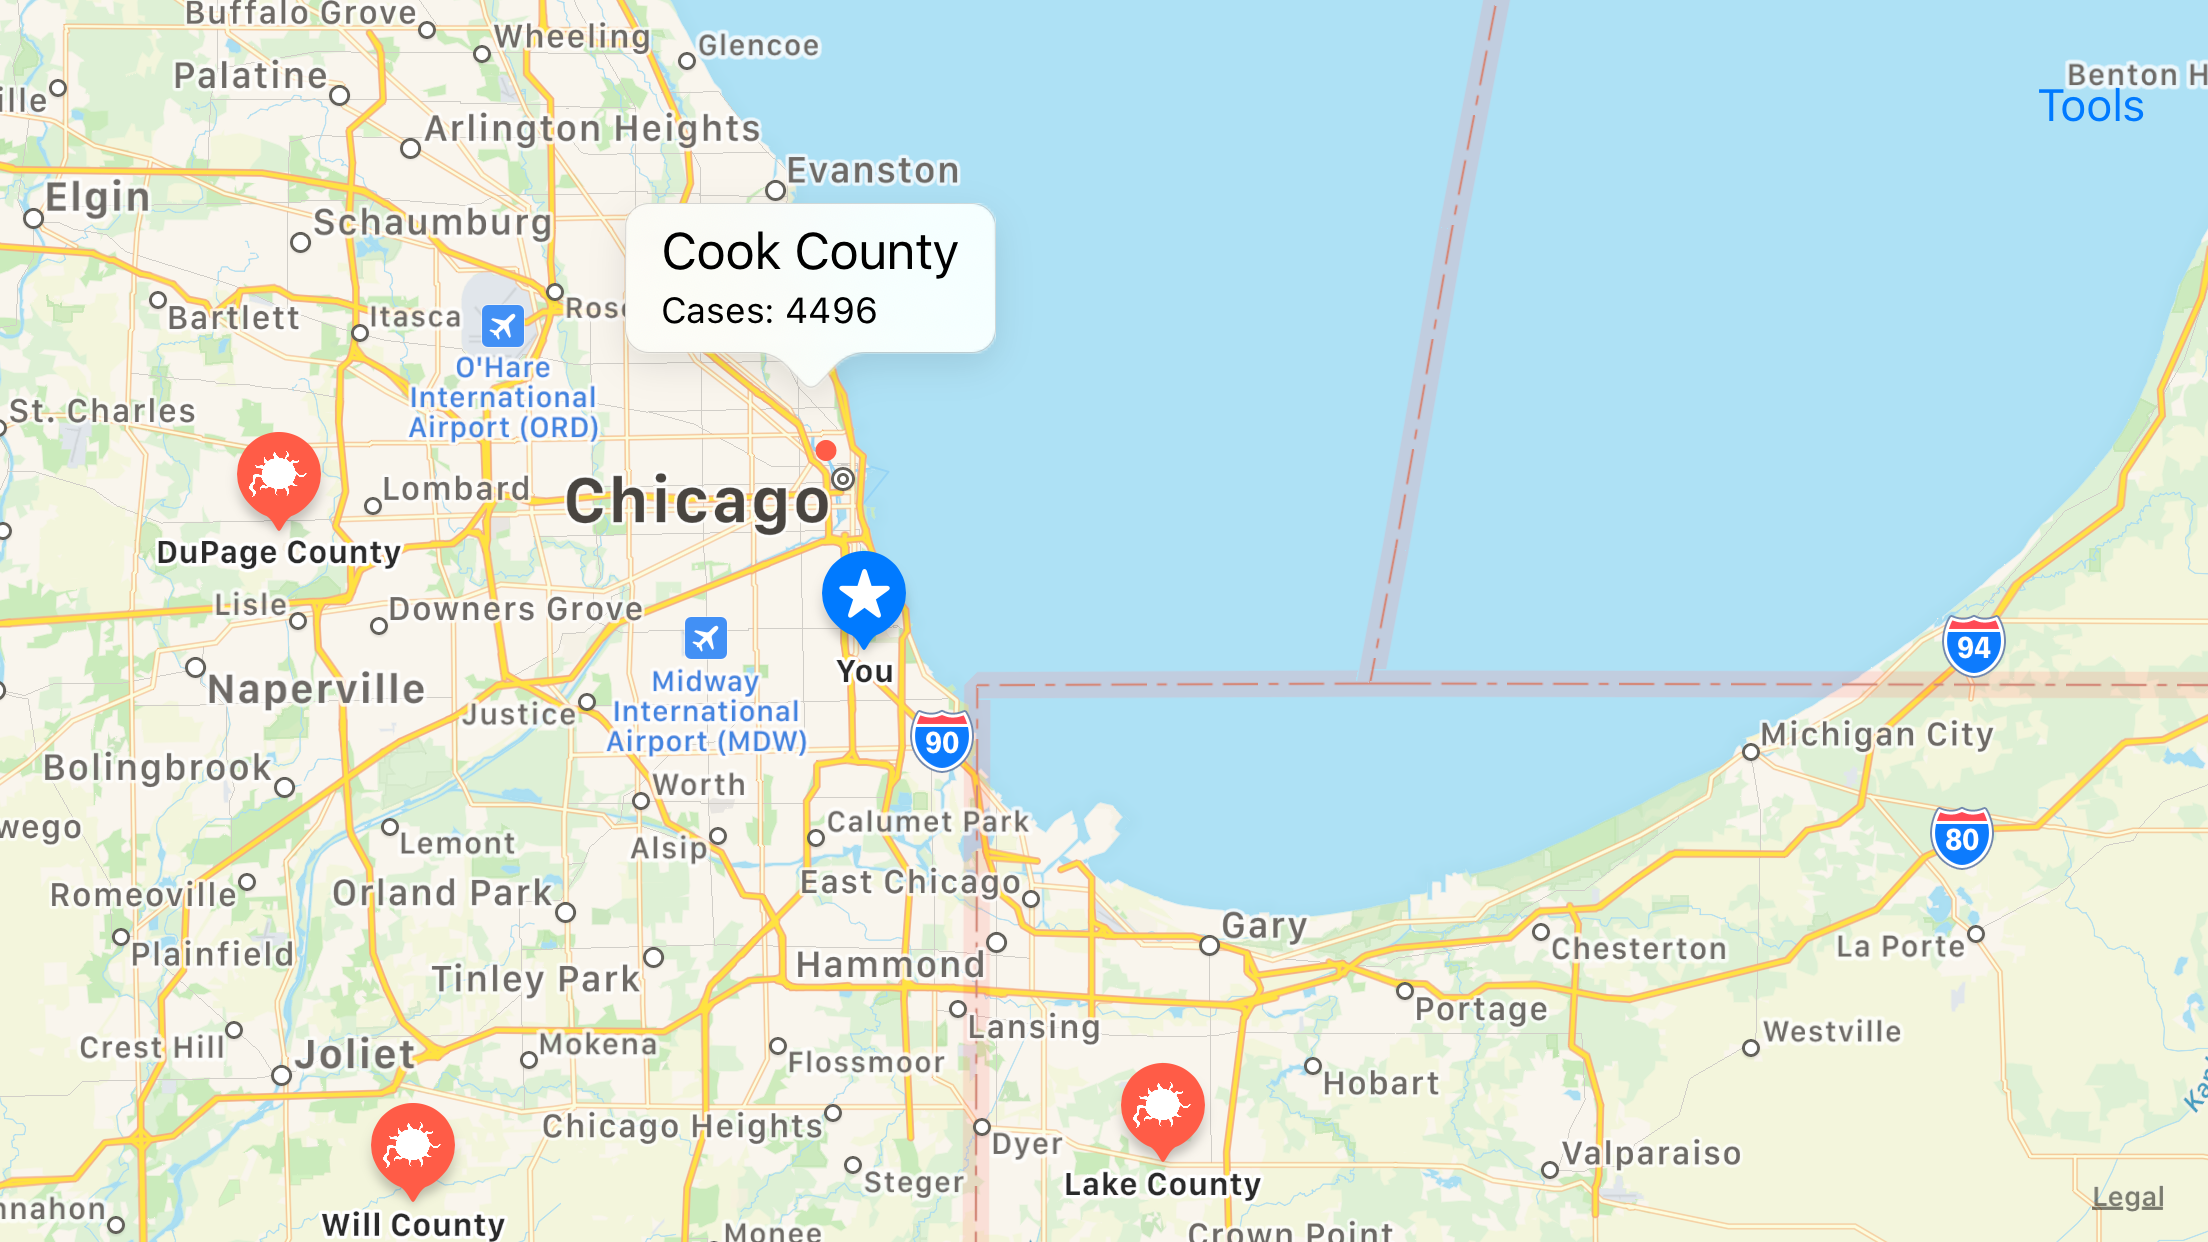 Buffalo Grove
Wheeling
Glencoe
Palatine
Benton H
Tools
ille
Arlington Heights
Evanston
Elgin
Schaumburg
Cook County
Cases: 4496
Bartlett
Itasca
Rose
O'Hare
International
Airport (ORD)
St. Charles
Lombard
Chicago
DuPage County
Lisle
Downers Grove
You
94
Naperville
Justice
Midway
International
Airport (MDW)
90
Michigan City
Bolingbrook
Worth
wego
Lemont
Alsip
Calumet Park
80
Romeoville
Orland Park
East Chicago
Gary
Plainfield
Tinley Park
Hammond
Chesterton
La Porte
Portage
Crest Hill
Joliet
Mokena
Lansing
Flossmoor
Westville
Hobart
Kan
Chicago Heights
Dyer
Valparaiso
Steger
Lake County
Legal
nnahon
Will County
Monee
Crown Point